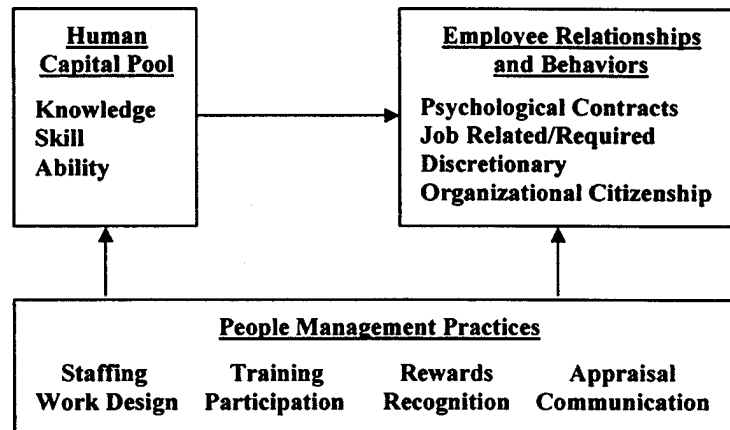 Human
Capital Pool
Knowledge
Skill
Ability
Employee Relationships
and Behaviors
Psychological Contracts
Job Related/Required
Discretionary
Organizational Citizenship
People Management Practices
Staffing Training Rewards Appraisal
Work Design Participation Recognition Communication